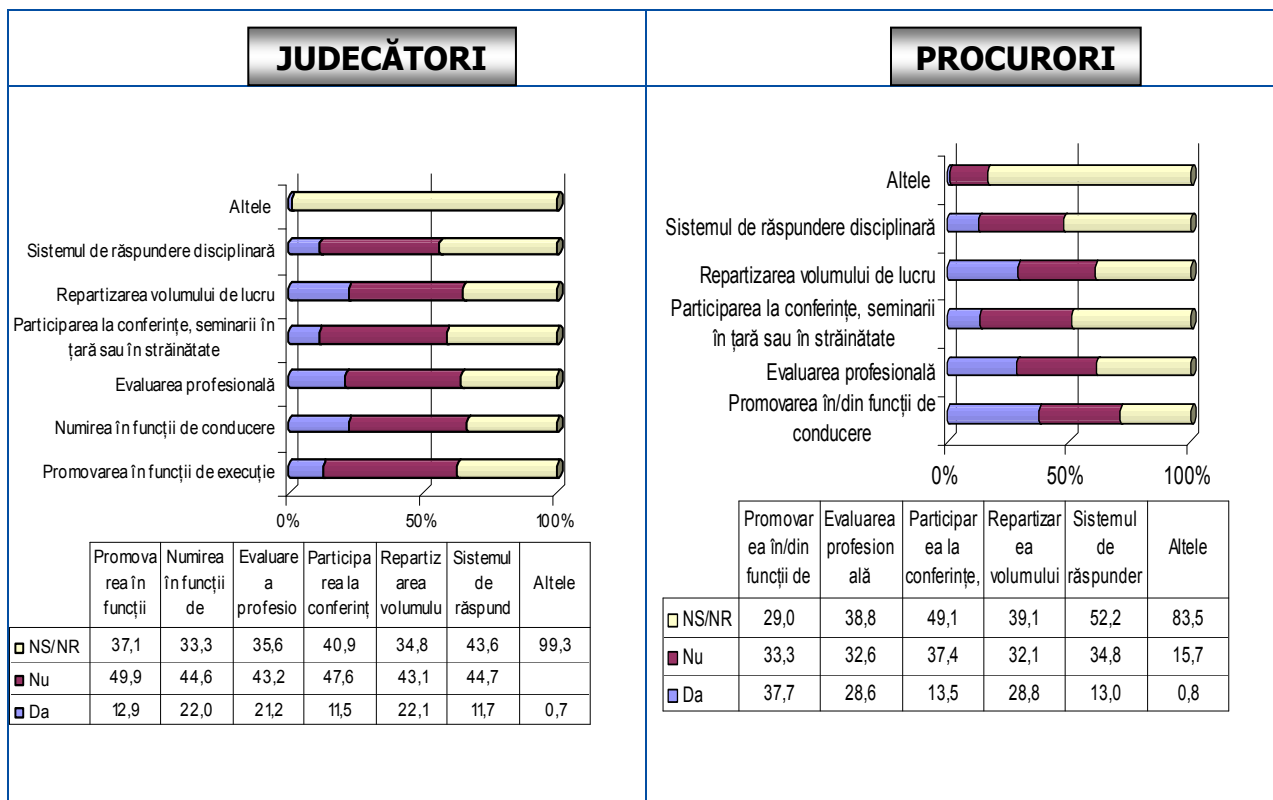 JUDECĂTORI
Altele
Sistemul de răspundere disciplinară
Repartizarea volumului de lucru
Participarea la conferințe, seminarii în
țară sau în străinătate
Evaluarea profesională
Numirea în funcții de conducere
Promovarea în funcții de execuție
0% 50% 100%
Promova Numirea Evaluare Participa Repartiz Sistemul
rea în în funcții a rea la area de Altele
funcții de profesio conferinț volumulu răspund
NS/NR 37,1 33,3 35,6 40,9 34,8 43,6 99,3
Nu 49,9 44,6 43,2 47,6 43,1 44,7
Da 12,9 22,0 21,2 11,5 22,1 11,7 0,7
PROCURORI
Altele
Sistemul de răspundere disciplinară
Repartizarea volumului de lucru
Participarea la conferințe, seminarii
în țară sau în străinătate
Evaluarea profesională
Promovarea în/din funcții de
conducere
0% 50% 100%
Promovar Evaluarea Participar Repartizar Sistemul
ea în/din profesion ea la ea de Altele
funcții de ală conferințe, volumului răspunder
NS/NR 29,0 38,8 49,1 39,1 52,2 83,5
Nu 33,3 32,6 37,4 32,1 34,8 15,7
Da 37,7 28,6 13,5 28,8 13,0 0,8